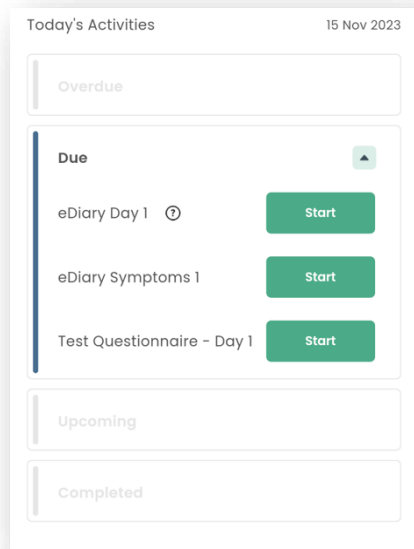 Today's Activities 15 Nov 2023
Overdue
Due
eDiary Day 1 ? Start
eDiary Symptoms 1 Start
Test Questionnaire - Day 1 Start
Upcoming
Completed